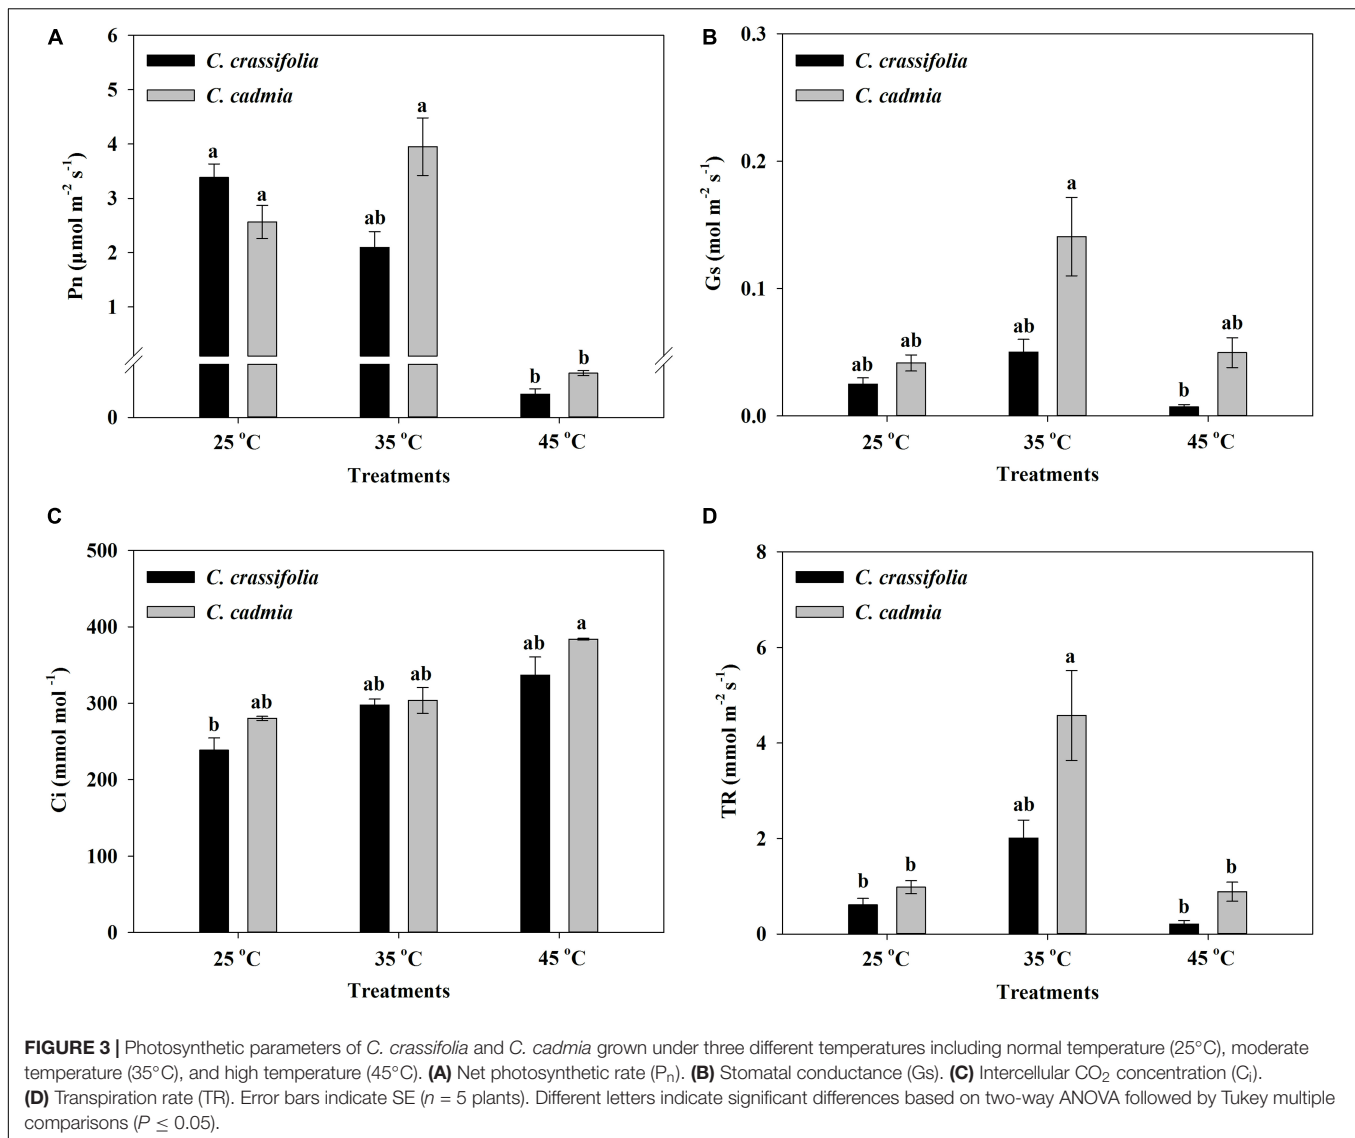 A
C. crassifolia
C. cadmia
6
5
4
3
2
1
0
Pn (µmol m⁻² s⁻¹)
a
a
ab
a
b
b
25 °C
35 °C
45 °C
Treatments
B
C. crassifolia
C. cadmia
0.3
0.2
0.1
0.0
Gs (mol m⁻² s⁻¹)
ab
ab
ab
a
b
ab
25 °C
35 °C
45 °C
Treatments
C
C. crassifolia
C. cadmia
500
400
300
200
100
0
Ci (mmol mol⁻¹)
b
ab
ab
ab
ab
a
25 °C
35 °C
45 °C
Treatments
D
C. crassifolia
C. cadmia
8
6
4
2
0
TR (mmol m⁻² s⁻¹)
b
b
ab
a
b
b
25 °C
35 °C
45 °C
Treatments
FIGURE 3 | Photosynthetic parameters of C. crassifolia and C. cadmia grown under three different temperatures including normal temperature (25°C), moderate
temperature (35°C), and high temperature (45°C). (A) Net photosynthetic rate (Pₙ). (B) Stomatal conductance (Gs). (C) Intercellular CO₂ concentration (Cᵢ).
(D) Transpiration rate (TR). Error bars indicate SE (n = 5 plants). Different letters indicate significant differences based on two-way ANOVA followed by Tukey multiple
comparisons (P ≤ 0.05).